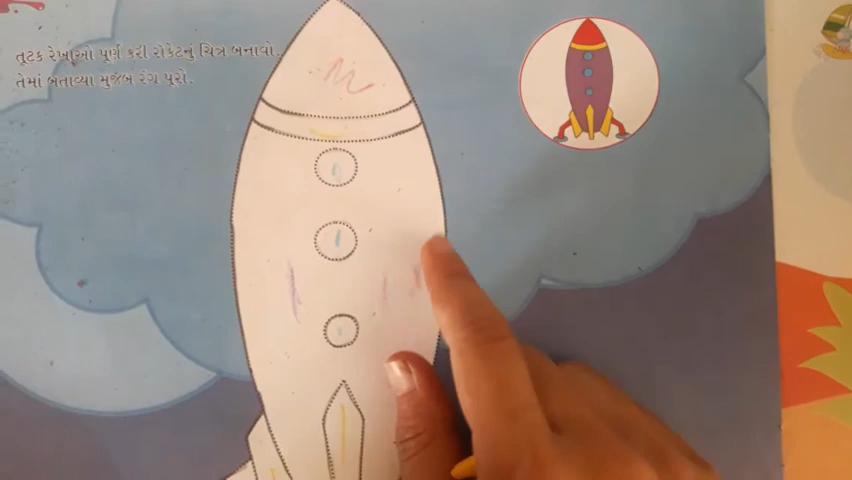 તૂટક રેખાઓ પૂર્ણ કરી રોકેટનું ચિત્ર બનાવો.
તેમાં બતાવ્યા મુજબ રંગ પૂરો.